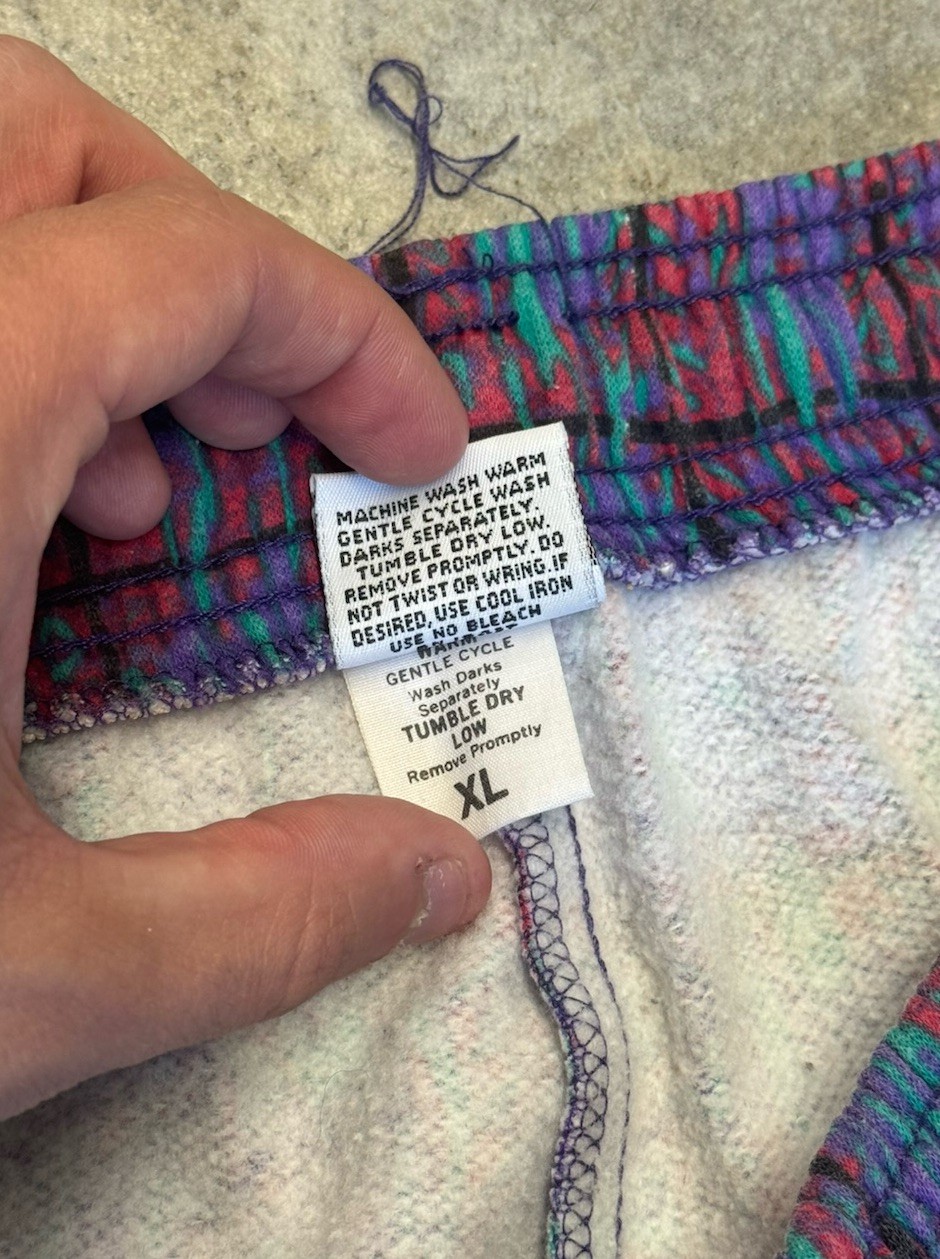 MACHINE WASH WARM
GENTLE CYCLE WASH
DARKS SEPARATELY.
TUMBLE DRY LOW.
REMOVE PROMPTLY. DO
NOT TWIST OR WRING. IF
DESIRED, USE COOL IRON
USE NO BLEACH
GENTLE CYCLE
Wash Darks
Separately
TUMBLE DRY
LOW
Remove Promptly
XL